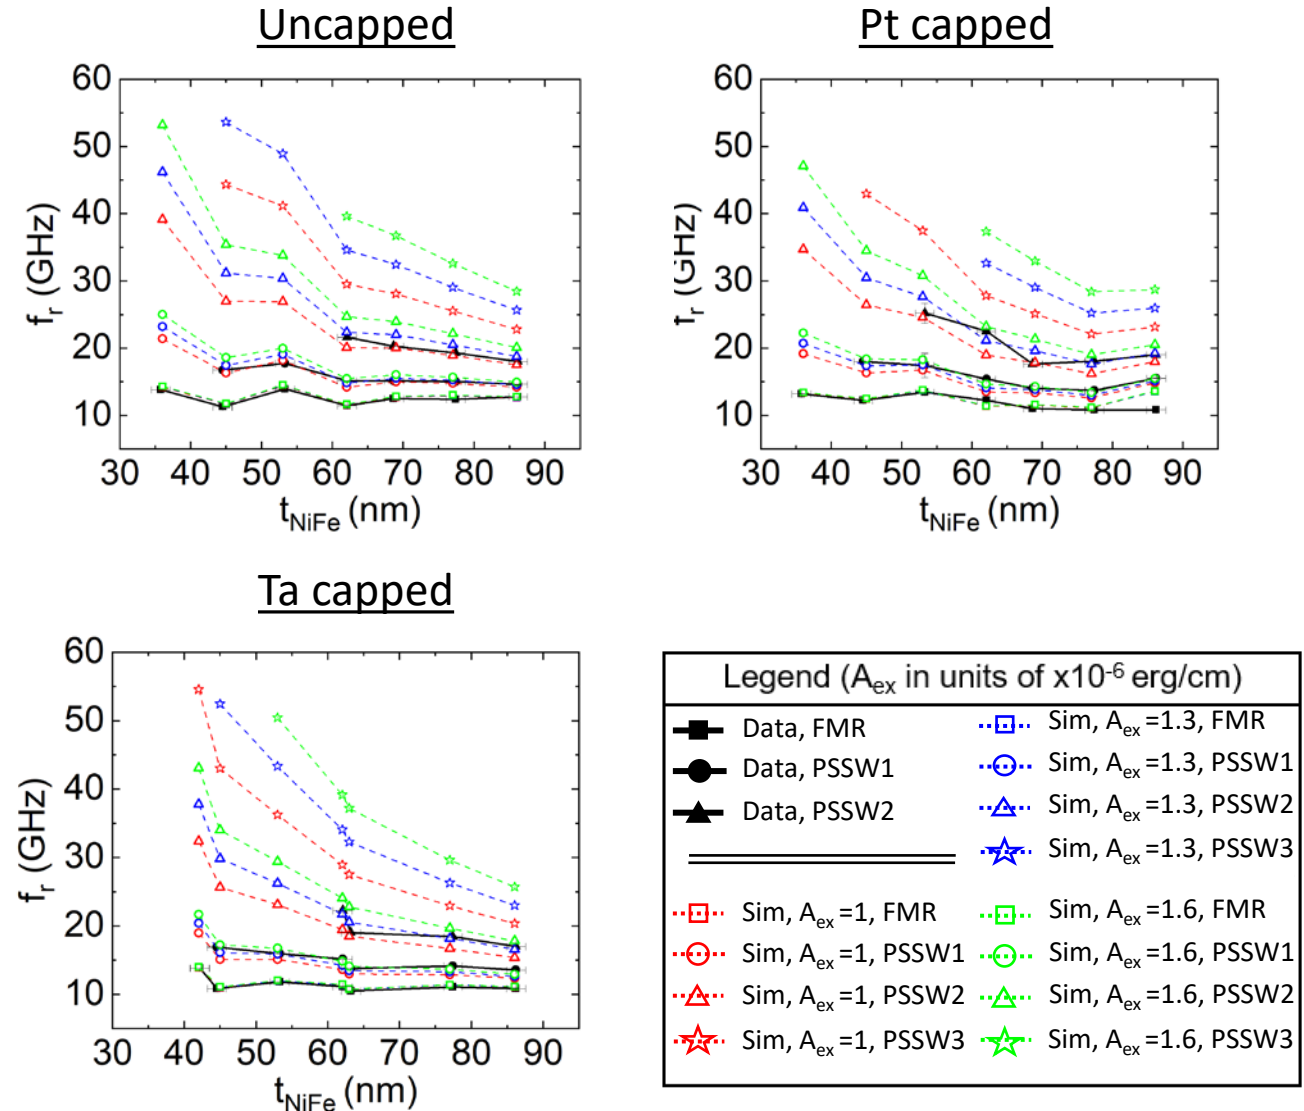 Uncapped
60
50
40
30
20
10
f_r (GHz)
30 40 50 60 70 80 90
t_NiFe (nm)
Pt capped
60
50
40
30
20
10
f_r (GHz)
30 40 50 60 70 80 90
t_NiFe (nm)
Ta capped
60
50
40
30
20
10
f_r (GHz)
30 40 50 60 70 80 90
t_NiFe (nm)
Legend (A_ex in units of x10^-6 erg/cm)
Data, FMR
Data, PSSW1
Data, PSSW2
Sim, A_ex=1, FMR
Sim, A_ex=1, PSSW1
Sim, A_ex=1, PSSW2
Sim, A_ex=1, PSSW3
Sim, A_ex=1.3, FMR
Sim, A_ex=1.3, PSSW1
Sim, A_ex=1.3, PSSW2
Sim, A_ex=1.3, PSSW3
Sim, A_ex=1.6, FMR
Sim, A_ex=1.6, PSSW1
Sim, A_ex=1.6, PSSW2
Sim, A_ex=1.6, PSSW3